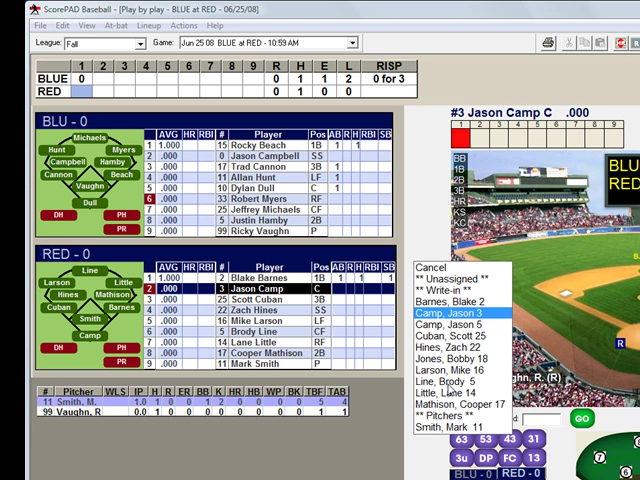 ScorePAD Baseball - [Play by play - BLUE at RED - 06/25/08]
File Edit View At-bat Lineup Actions Help
League: Fall Game: Jun 25 08 BLUE at RED - 10:59 AM
1 2 3 4 5 6 7 8 9 R H E L RISP
BLUE 0 0 1 1 2 0 for 3
RED 0 1 0 0
#3 Jason Camp C .000
1 2 3 4 5 6 7 8 9
BLU - 0
Michaels
Hunt Myers
Campbell Hamby
Cannon Beach
Vaughn
Dull
DH PH
PR
AVG HR RBI # Player Pos AB R H RBI SB
1 1.000 15 Rocky Beach 1B 1 1
2 .000 0 Jason Campbell SS
3 .000 17 Trad Cannon 3B 1
4 .000 11 Allan Hunt LF 1
5 .000 10 Dylan Dull C 1
6 .000 33 Robert Myers RF
7 .000 25 Jeffrey Michaels CF
8 .000 5 Justin Hamby 2B
9 .000 99 Ricky Vaughn P
BB
1B
2B
3B
HR
KS
KC
BLU
RED
RED - 0
Line
Larson Little
Hines Mathison
Cuban Barnes
Smith
Camp
DH PH
PR
AVG HR RBI # Player Pos AB R H RBI SB
1 1.000 2 Blake Barnes 1B 1 1 1
2 .000 3 Jason Camp C
3 .000 25 Scott Cuban 3B
4 .000 22 Zach Hines SS
5 .000 16 Mike Larson LF
6 .000 5 Brody Line CF
7 .000 14 Lane Little RF
8 .000 17 Cooper Mathison 2B
9 .000 11 Mark Smith P
Cancel
** Unassigned **
** Write-in **
Barnes, Blake 2
Camp, Jason 3
Camp, Jason 5
Cuban, Scott 25
Hines, Zach 22
Jones, Bobby 18
Larson, Mike 16
Line, Brody 5
Little, Lane 14
Mathison, Cooper 17
** Pitchers **
Smith, Mark 11
R
hn, R. (R)
# Pitcher WLS IP H R ER BB K HR HB WP BK TBF TAB
11 Smith, M. 1.0 1 0 0 1 2 0 0 0 0 5 4
99 Vaughn, R 0.0 1 0 0 0 0 0 0 0 0 1 1
GO
63 53 43 31
3u DP FC 13
BLU - 0 RED - 0
7